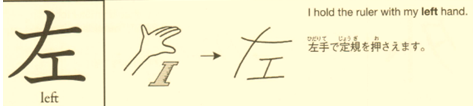 左
left
I hold the ruler with my left hand.
ひだりて じょうぎ お
左手で定規を押さえます。